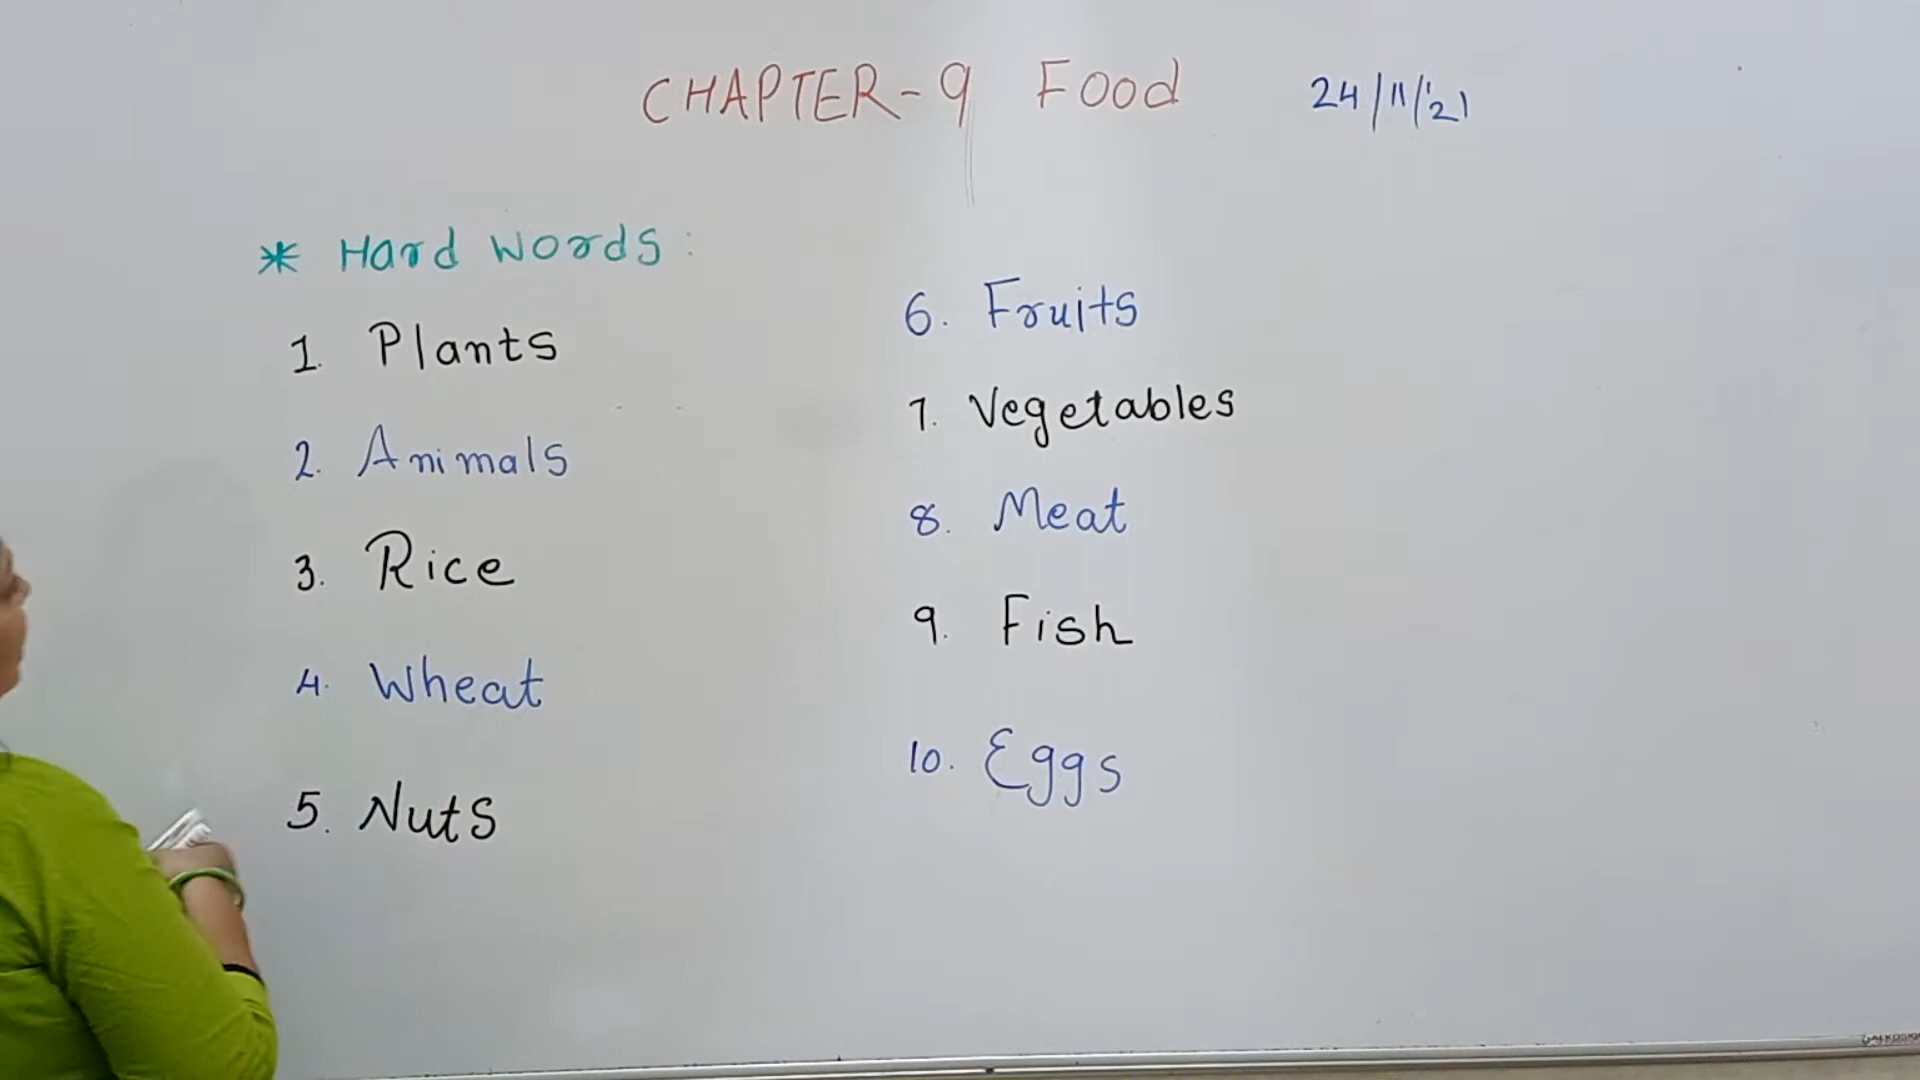 CHAPTER-9 Food 24/11/'21
* Hard words:
1. Plants
2. Animals
3. Rice
4. Wheat
5. Nuts
6. Fruits
7. Vegetables
8. Meat
9. Fish
10. Eggs